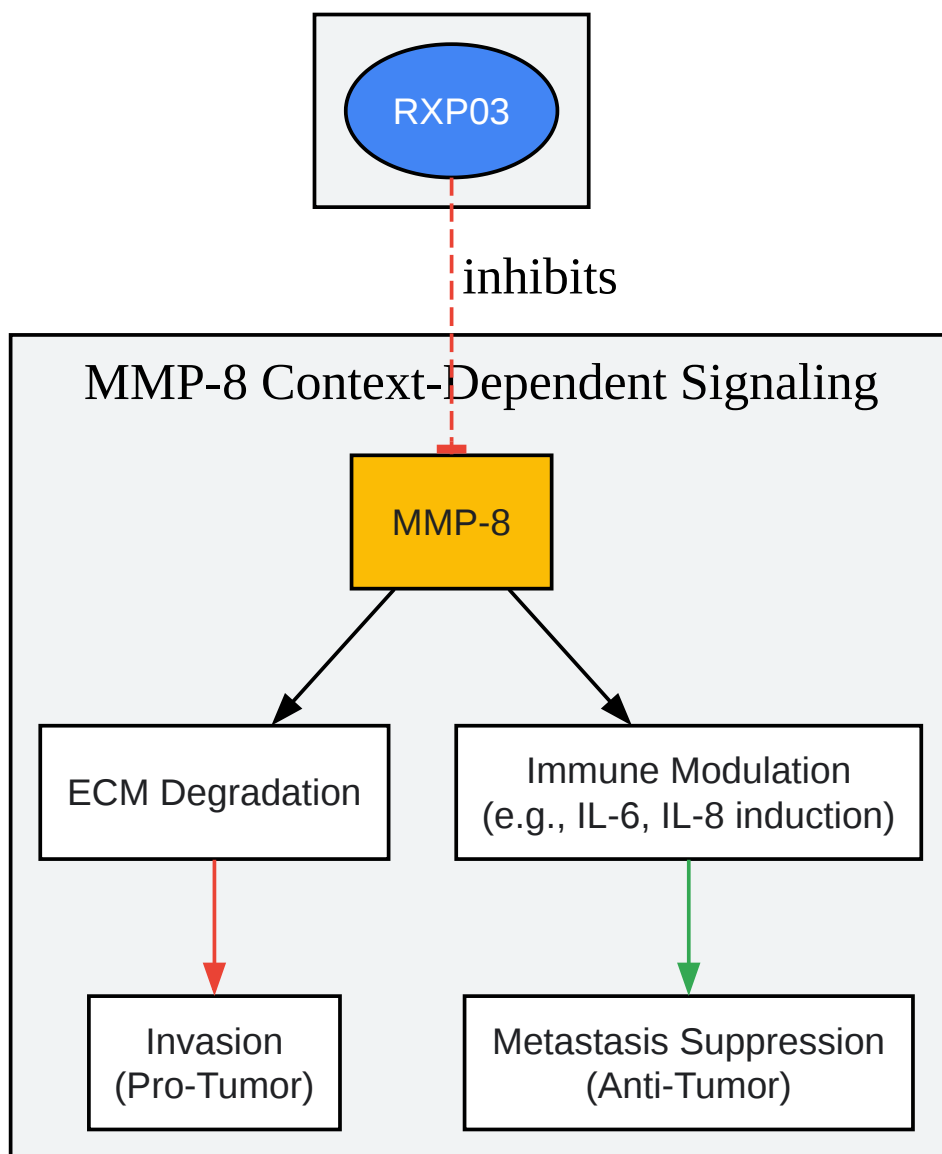 RXP03
inhibits
MMP-8 Context-Dependent Signaling
MMP-8
ECM Degradation
Immune Modulation
(e.g., IL-6, IL-8 induction)
Invasion
(Pro-Tumor)
Metastasis Suppression
(Anti-Tumor)